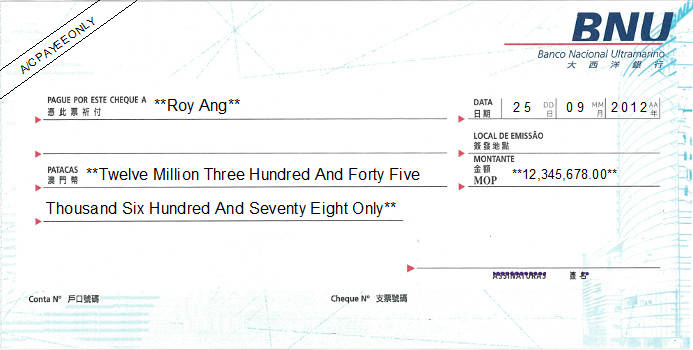 A/C PAYEE ONLY
BNU
Banco Nacional Ultramarino
大西洋銀行
PAGUE POR ESTE CHEQUE A **Roy Ang**
憑此票祈付
DATA 25 DD 09 MM 2012 AA
日期 日 月 年
LOCAL DE EMISSÃO
簽發地點
PATACAS **Twelve Million Three Hundred And Forty Five
澳門幣
MONTANTE
金額 **12,345,678.00**
MOP
Thousand Six Hundred And Seventy Eight Only**
ASSINATURAS 簽名
Conta Nº 戶口號碼 Cheque Nº 支票號碼